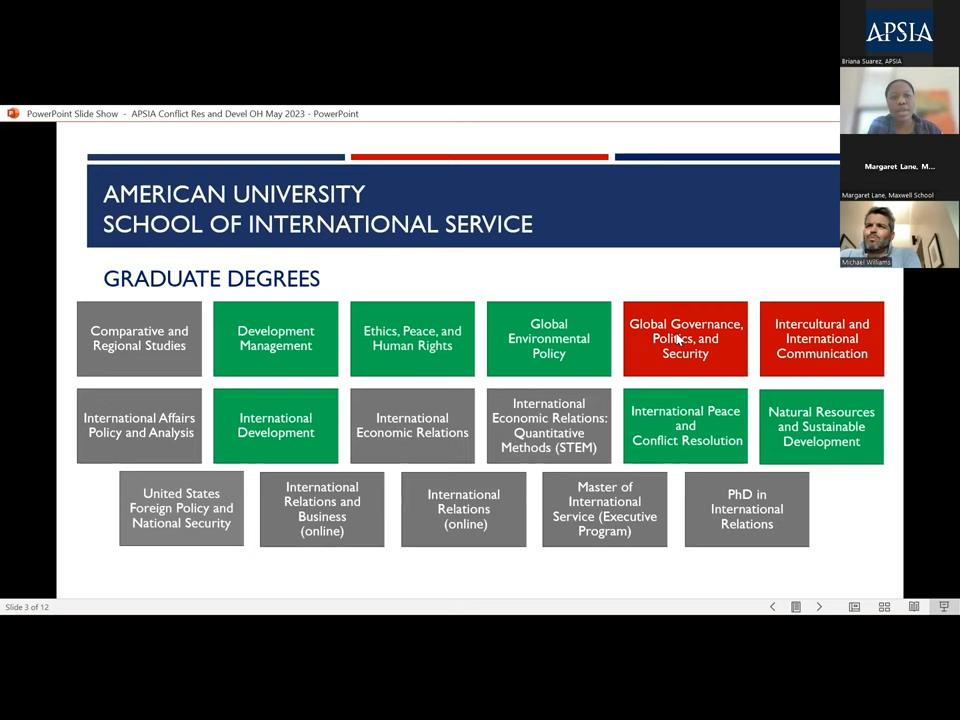 APSIA
Briana Suarez, APSIA
PowerPoint Slide Show - APSIA Conflict Res and Devel OH May 2023 - PowerPoint
Margaret Lane, M...
Margaret Lane, Maxwell School
Michael Williams
AMERICAN UNIVERSITY
SCHOOL OF INTERNATIONAL SERVICE
GRADUATE DEGREES
Comparative and
Regional Studies
Development
Management
Ethics, Peace, and
Human Rights
Global
Environmental
Policy
Global Governance,
Politics, and
Security
Intercultural and
International
Communication
International Affairs
Policy and Analysis
International
Development
International
Economic Relations
International
Economic Relations:
Quantitative
Methods (STEM)
International Peace
and
Conflict Resolution
Natural Resources
and Sustainable
Development
United States
Foreign Policy and
National Security
International
Relations and
Business
(online)
International
Relations
(online)
Master of
International
Service (Executive
Program)
PhD in
International
Relations
Slide 3 of 12